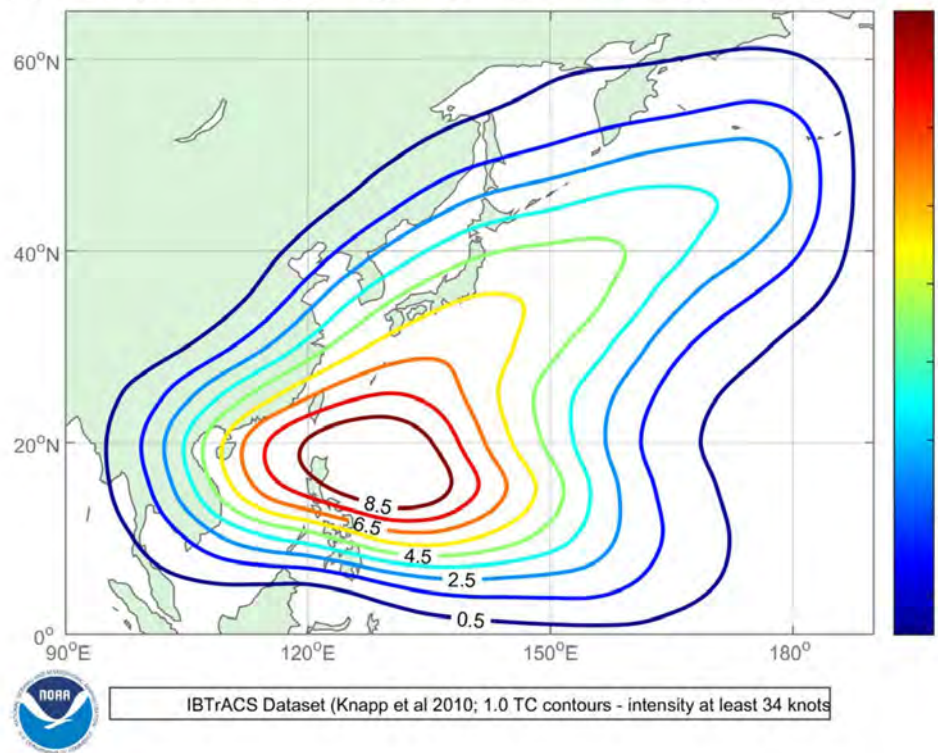 60°N
40°N
20°N
0°
90°E
120°E
150°E
180°
8.5
6.5
4.5
2.5
0.5
NOAA
IBTrACS Dataset (Knapp et al 2010; 1.0 TC contours - intensity at least 34 knots